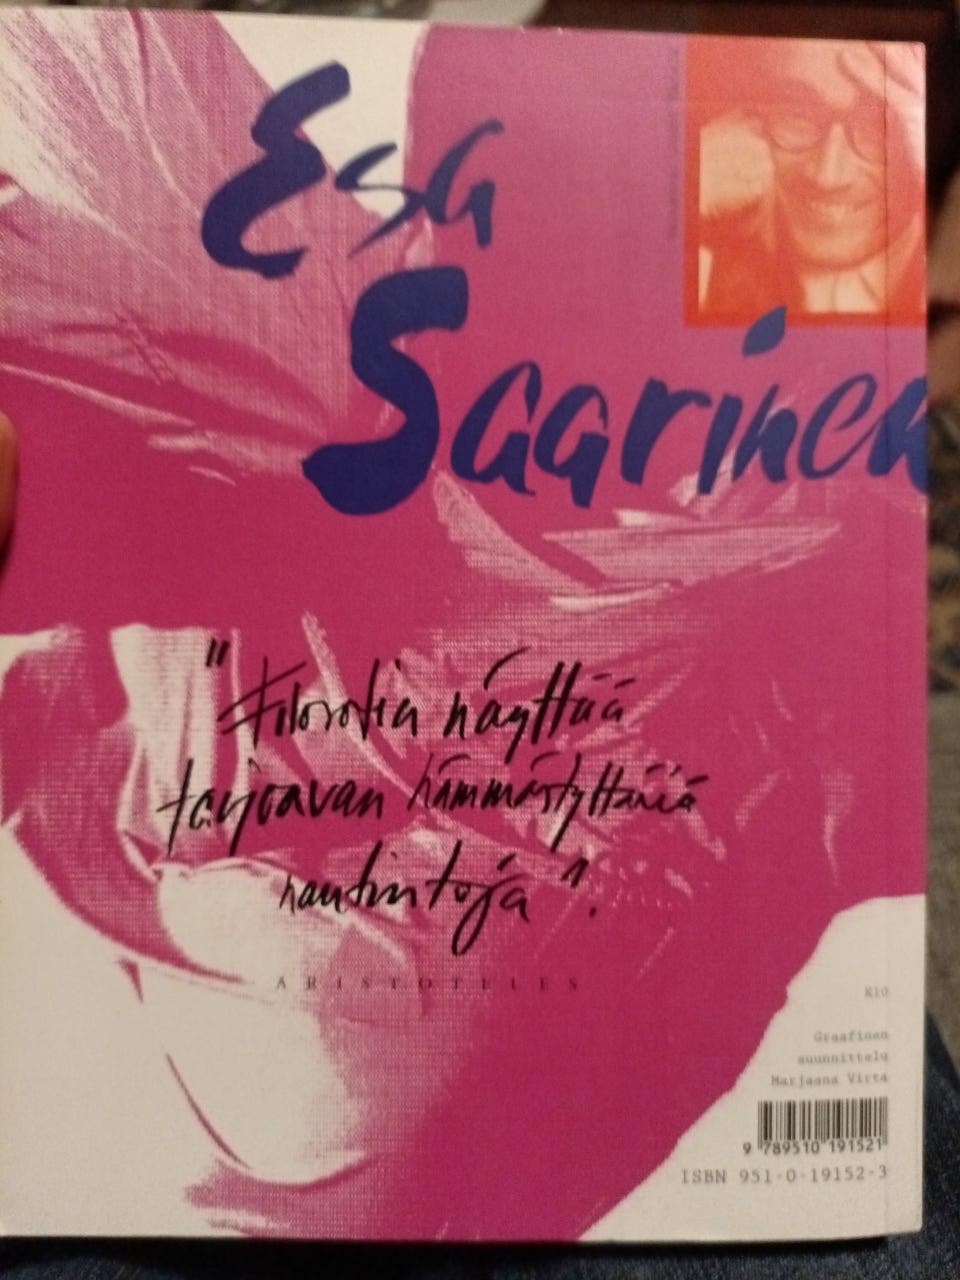 Esa
Saarinen
"Filosofia näyttää
tarjoavan hämmästyttäviä
nautintoja".
ARISTOTELES
K10
Graafinen
suunnittelu
Marjaana Virta
9 789510 191521
ISBN 951-0-19152-3